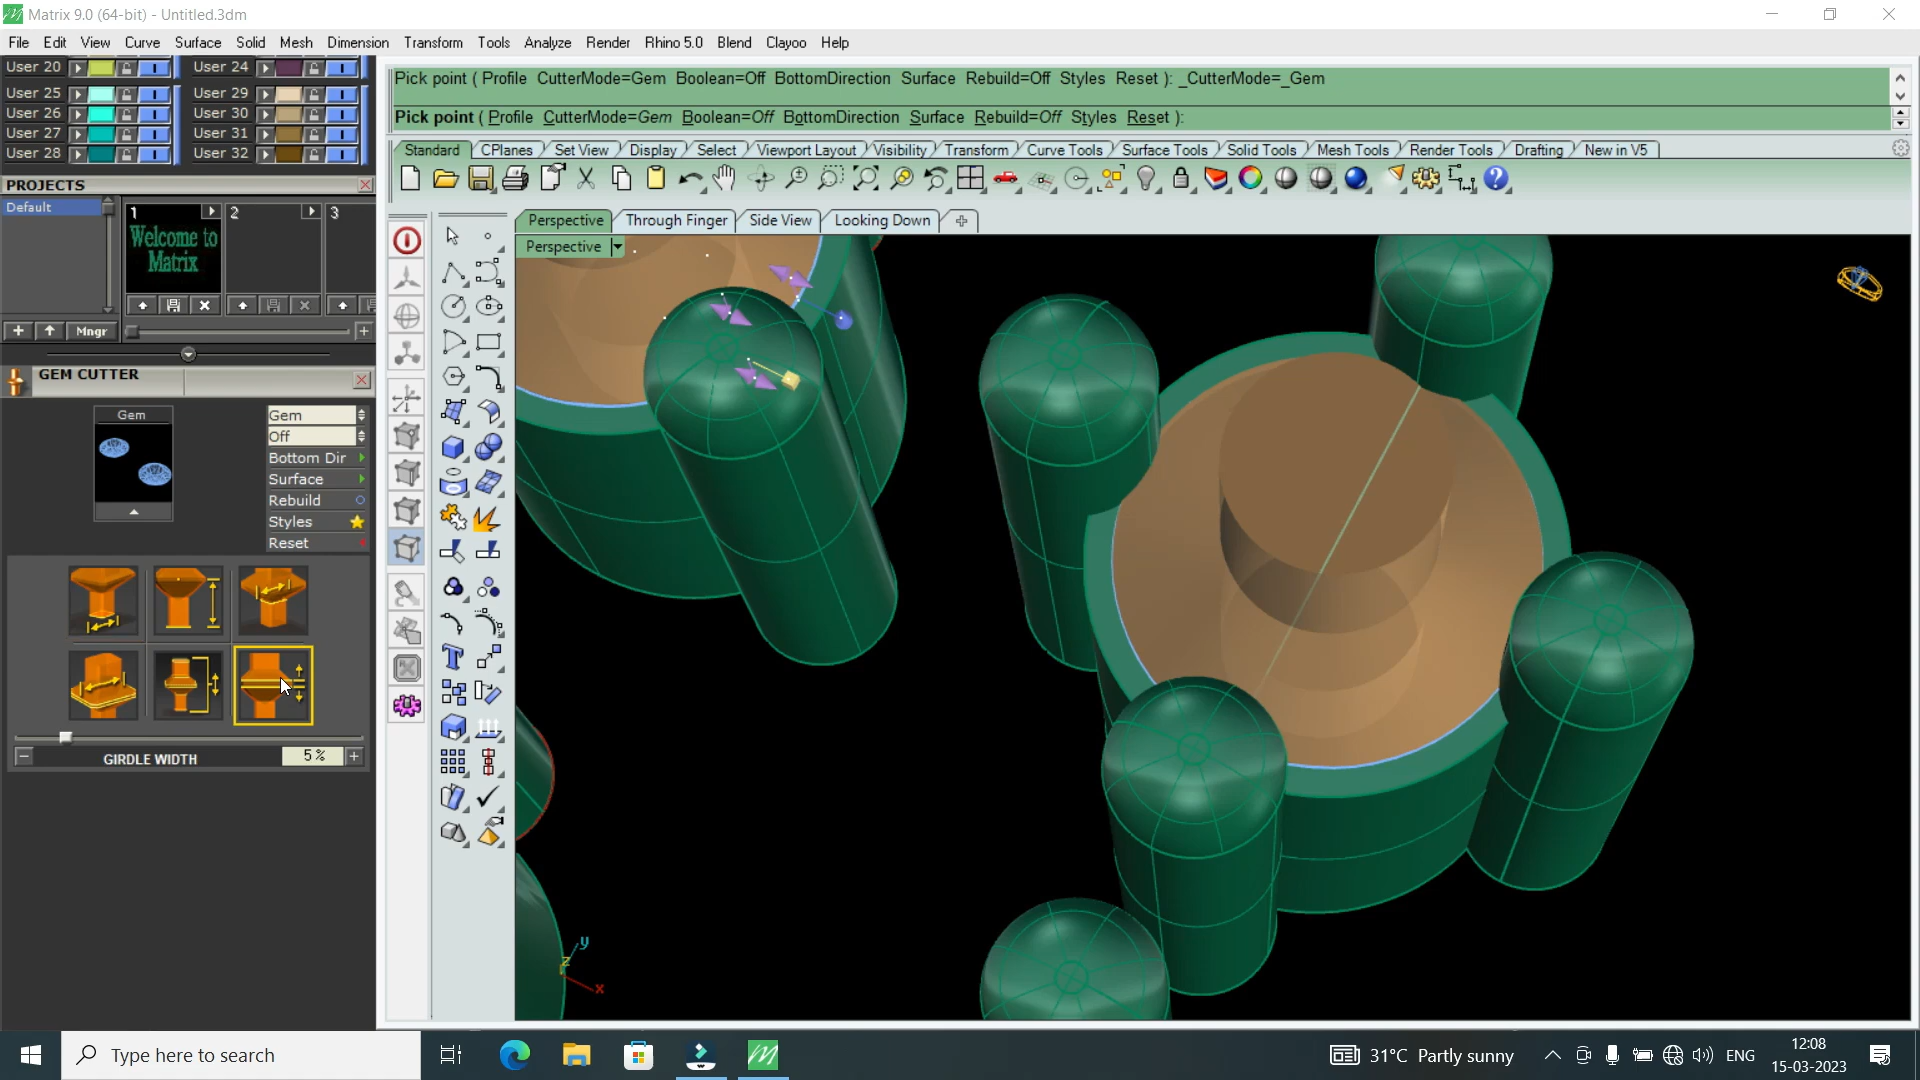 Matrix 9.0 (64-bit) - Untitled.3dm
File Edit View Curve Surface Solid Mesh Dimension Transform Tools Analyze Render Rhino 5.0 Blend Clayoo Help
User 20 User 24
User 25 User 29
User 26 User 30
User 27 User 31
User 28 User 32
PROJECTS
Default
1 2 3
Welcome to
Matrix
Mngr
GEM CUTTER
Gem
Gem
Off
Bottom Dir
Surface
Rebuild
Styles
Reset
GIRDLE WIDTH 5%
Pick point ( Profile CutterMode=Gem Boolean=Off BottomDirection Surface Rebuild=Off Styles Reset ): _CutterMode=_Gem
Pick point ( Profile CutterMode=Gem Boolean=Off BottomDirection Surface Rebuild=Off Styles Reset ):
Standard CPlanes Set View Display Select Viewport Layout Visibility Transform Curve Tools Surface Tools Solid Tools Mesh Tools Render Tools Drafting New in V5
Perspective Through Finger Side View Looking Down
Perspective
y
z
x
Type here to search
31°C Partly sunny
ENG
12:08
15-03-2023